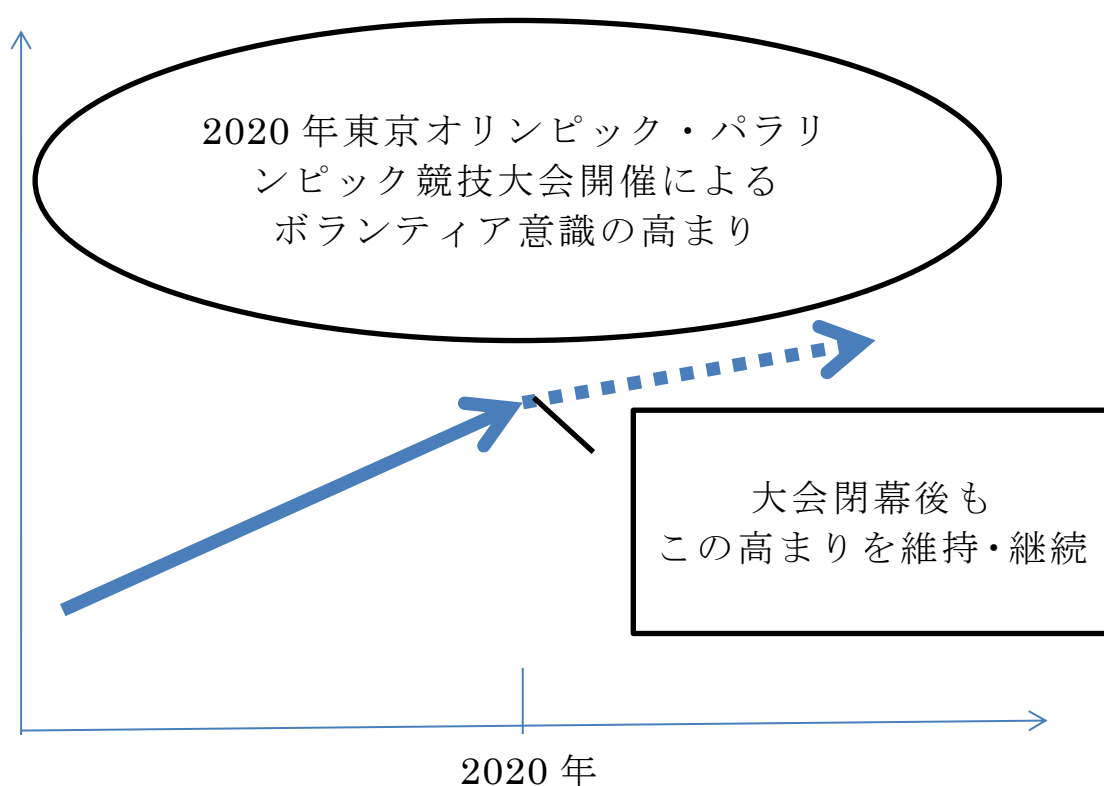 2020年東京オリンピック・パラリ
ンピック競技大会開催による
ボランティア意識の高まり
大会閉幕後も
この高まりを維持・継続
2020年